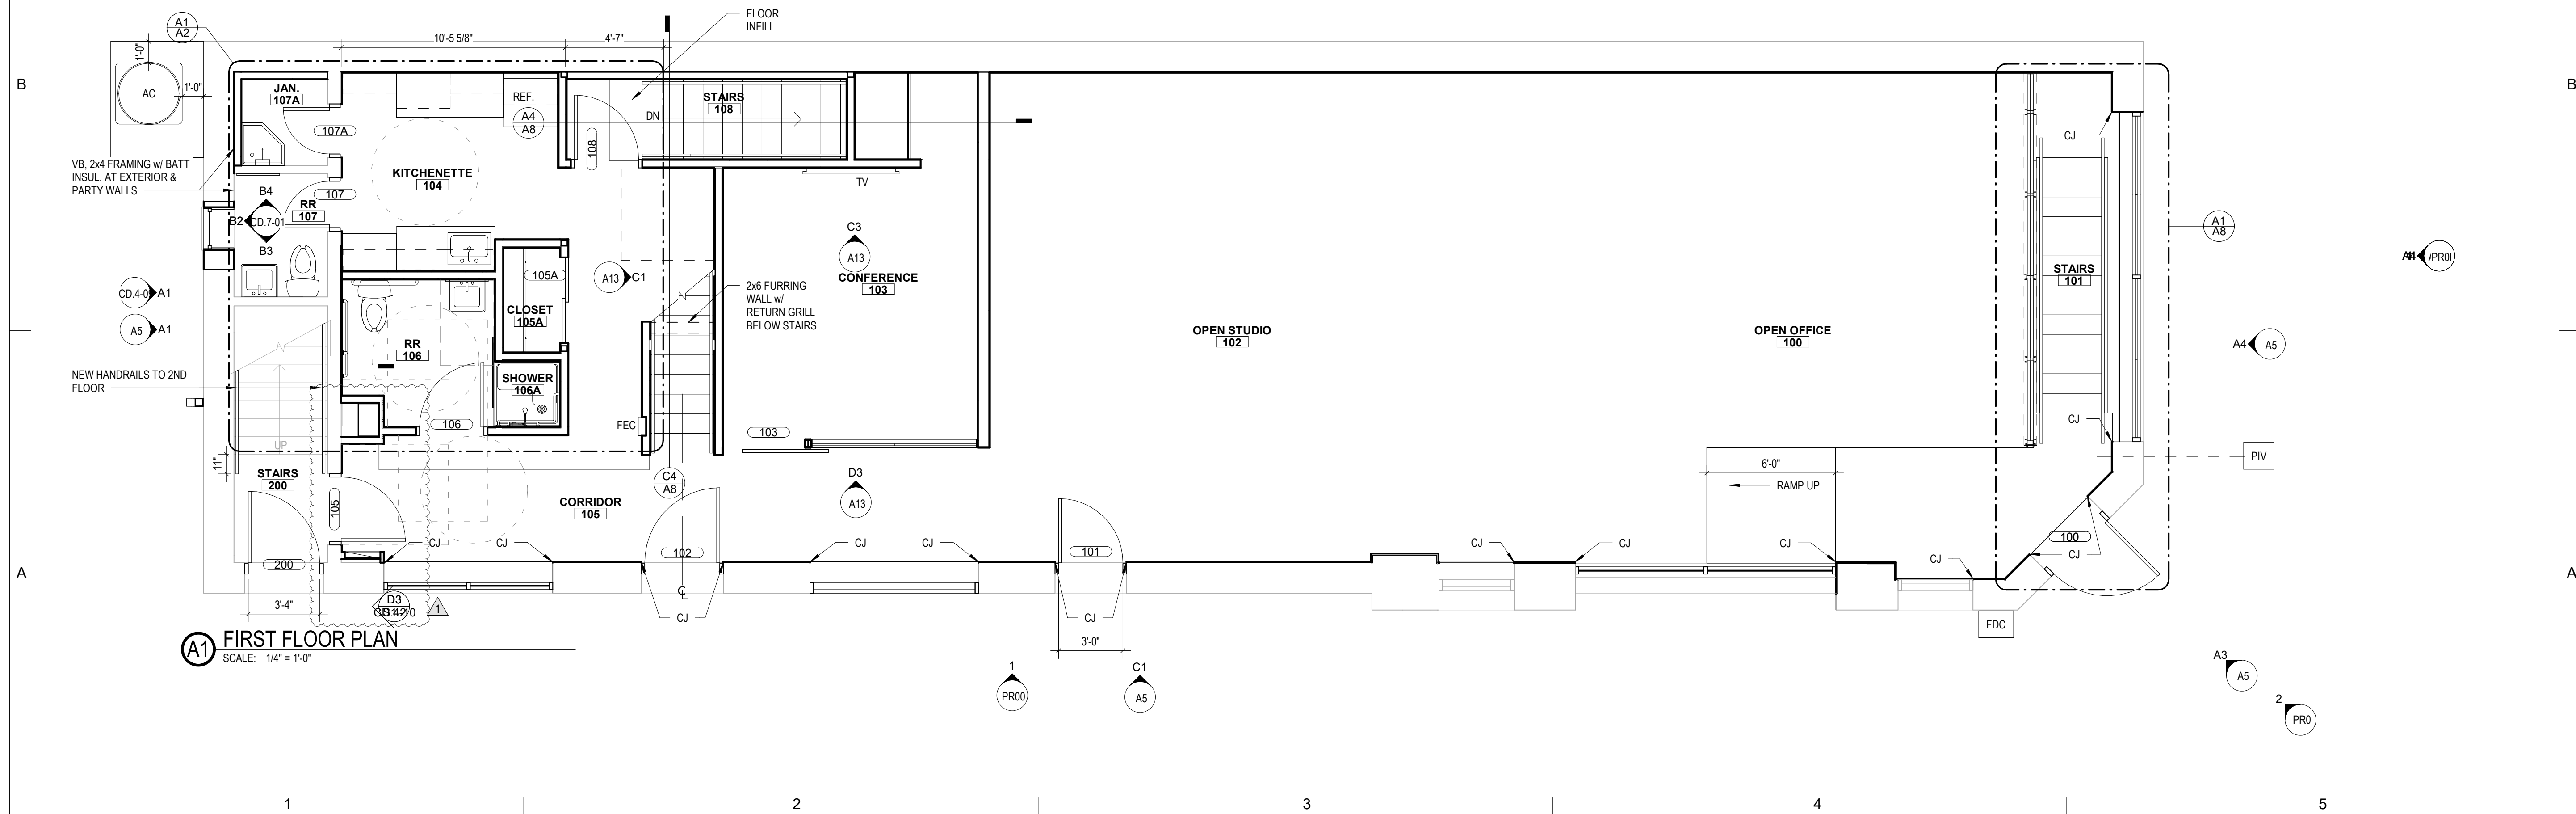 A1
A2
10'-5 5/8"
4'-7"
FLOOR
INFILL
1'-0"
B
B
AC
1'-0"
JAN.
107A
REF.
A4
A8
DN
STAIRS
108
CJ
107A
108
VB, 2x4 FRAMING w/ BATT
INSUL. AT EXTERIOR &
PARTY WALLS
KITCHENETTE
104
TV
B4
107
RR
107
B2
CD.7-01
B3
C3
A13
A1
A8
A4
A13
C1
CONFERENCE
103
STAIRS
101
105A
CD.4-0
A1
A5
A1
CLOSET
105A
2x6 FURRING
WALL w/
RETURN GRILL
BELOW STAIRS
N
N
OPEN STUDIO
102
OPEN OFFICE
100
A4
A5
RR
106
NEW HANDRAILS TO 2ND
FLOOR
SHOWER
106A
106
FEC
103
CJ
UP
11"
PIV
6'-0"
RAMP UP
STAIRS
200
C4
A8
D3
A13
105
CORRIDOR
105
CJ
CJ
102
CJ
CJ
101
CJ
CJ
CJ
CJ
100
CJ
200
A
A
3'-4"
D3
1
CL
CJ
CJ
3'-0"
FDC
A1
FIRST FLOOR PLAN
SCALE: 1/4" = 1'-0"
1
PR00
C1
A5
A3
A5
2
PR0
1
2
3
4
5